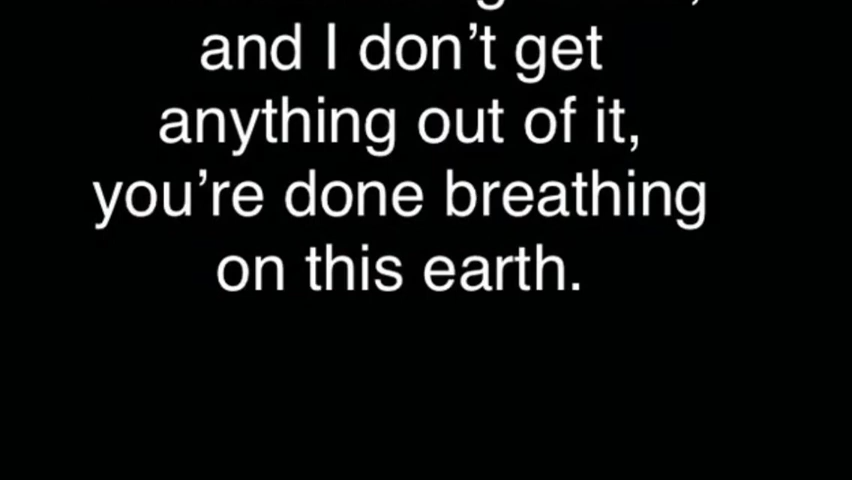 and I don’t get
anything out of it,
you’re done breathing
on this earth.